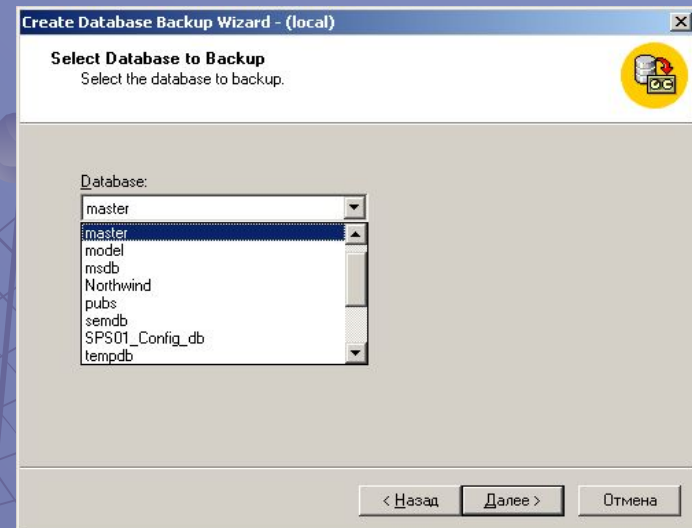 Create Database Backup Wizard - (local)
Select Database to Backup
Select the database to backup.
Database:
master
master
model
msdb
Northwind
pubs
semdb
SPS01_Config_db
tempdb
< Назад
Далее >
Отмена